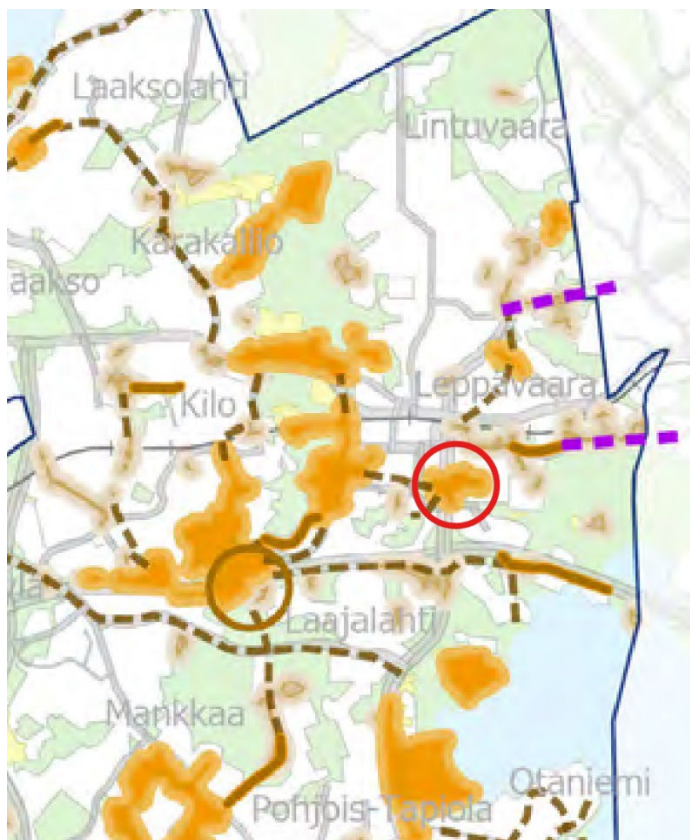 Laaksolahti
Lintuvaara
Karakallio
aakso
Leppävaara
Kilo
Laajalahti
Mankkaa
Otaniemi
Pohjois-Tapiola